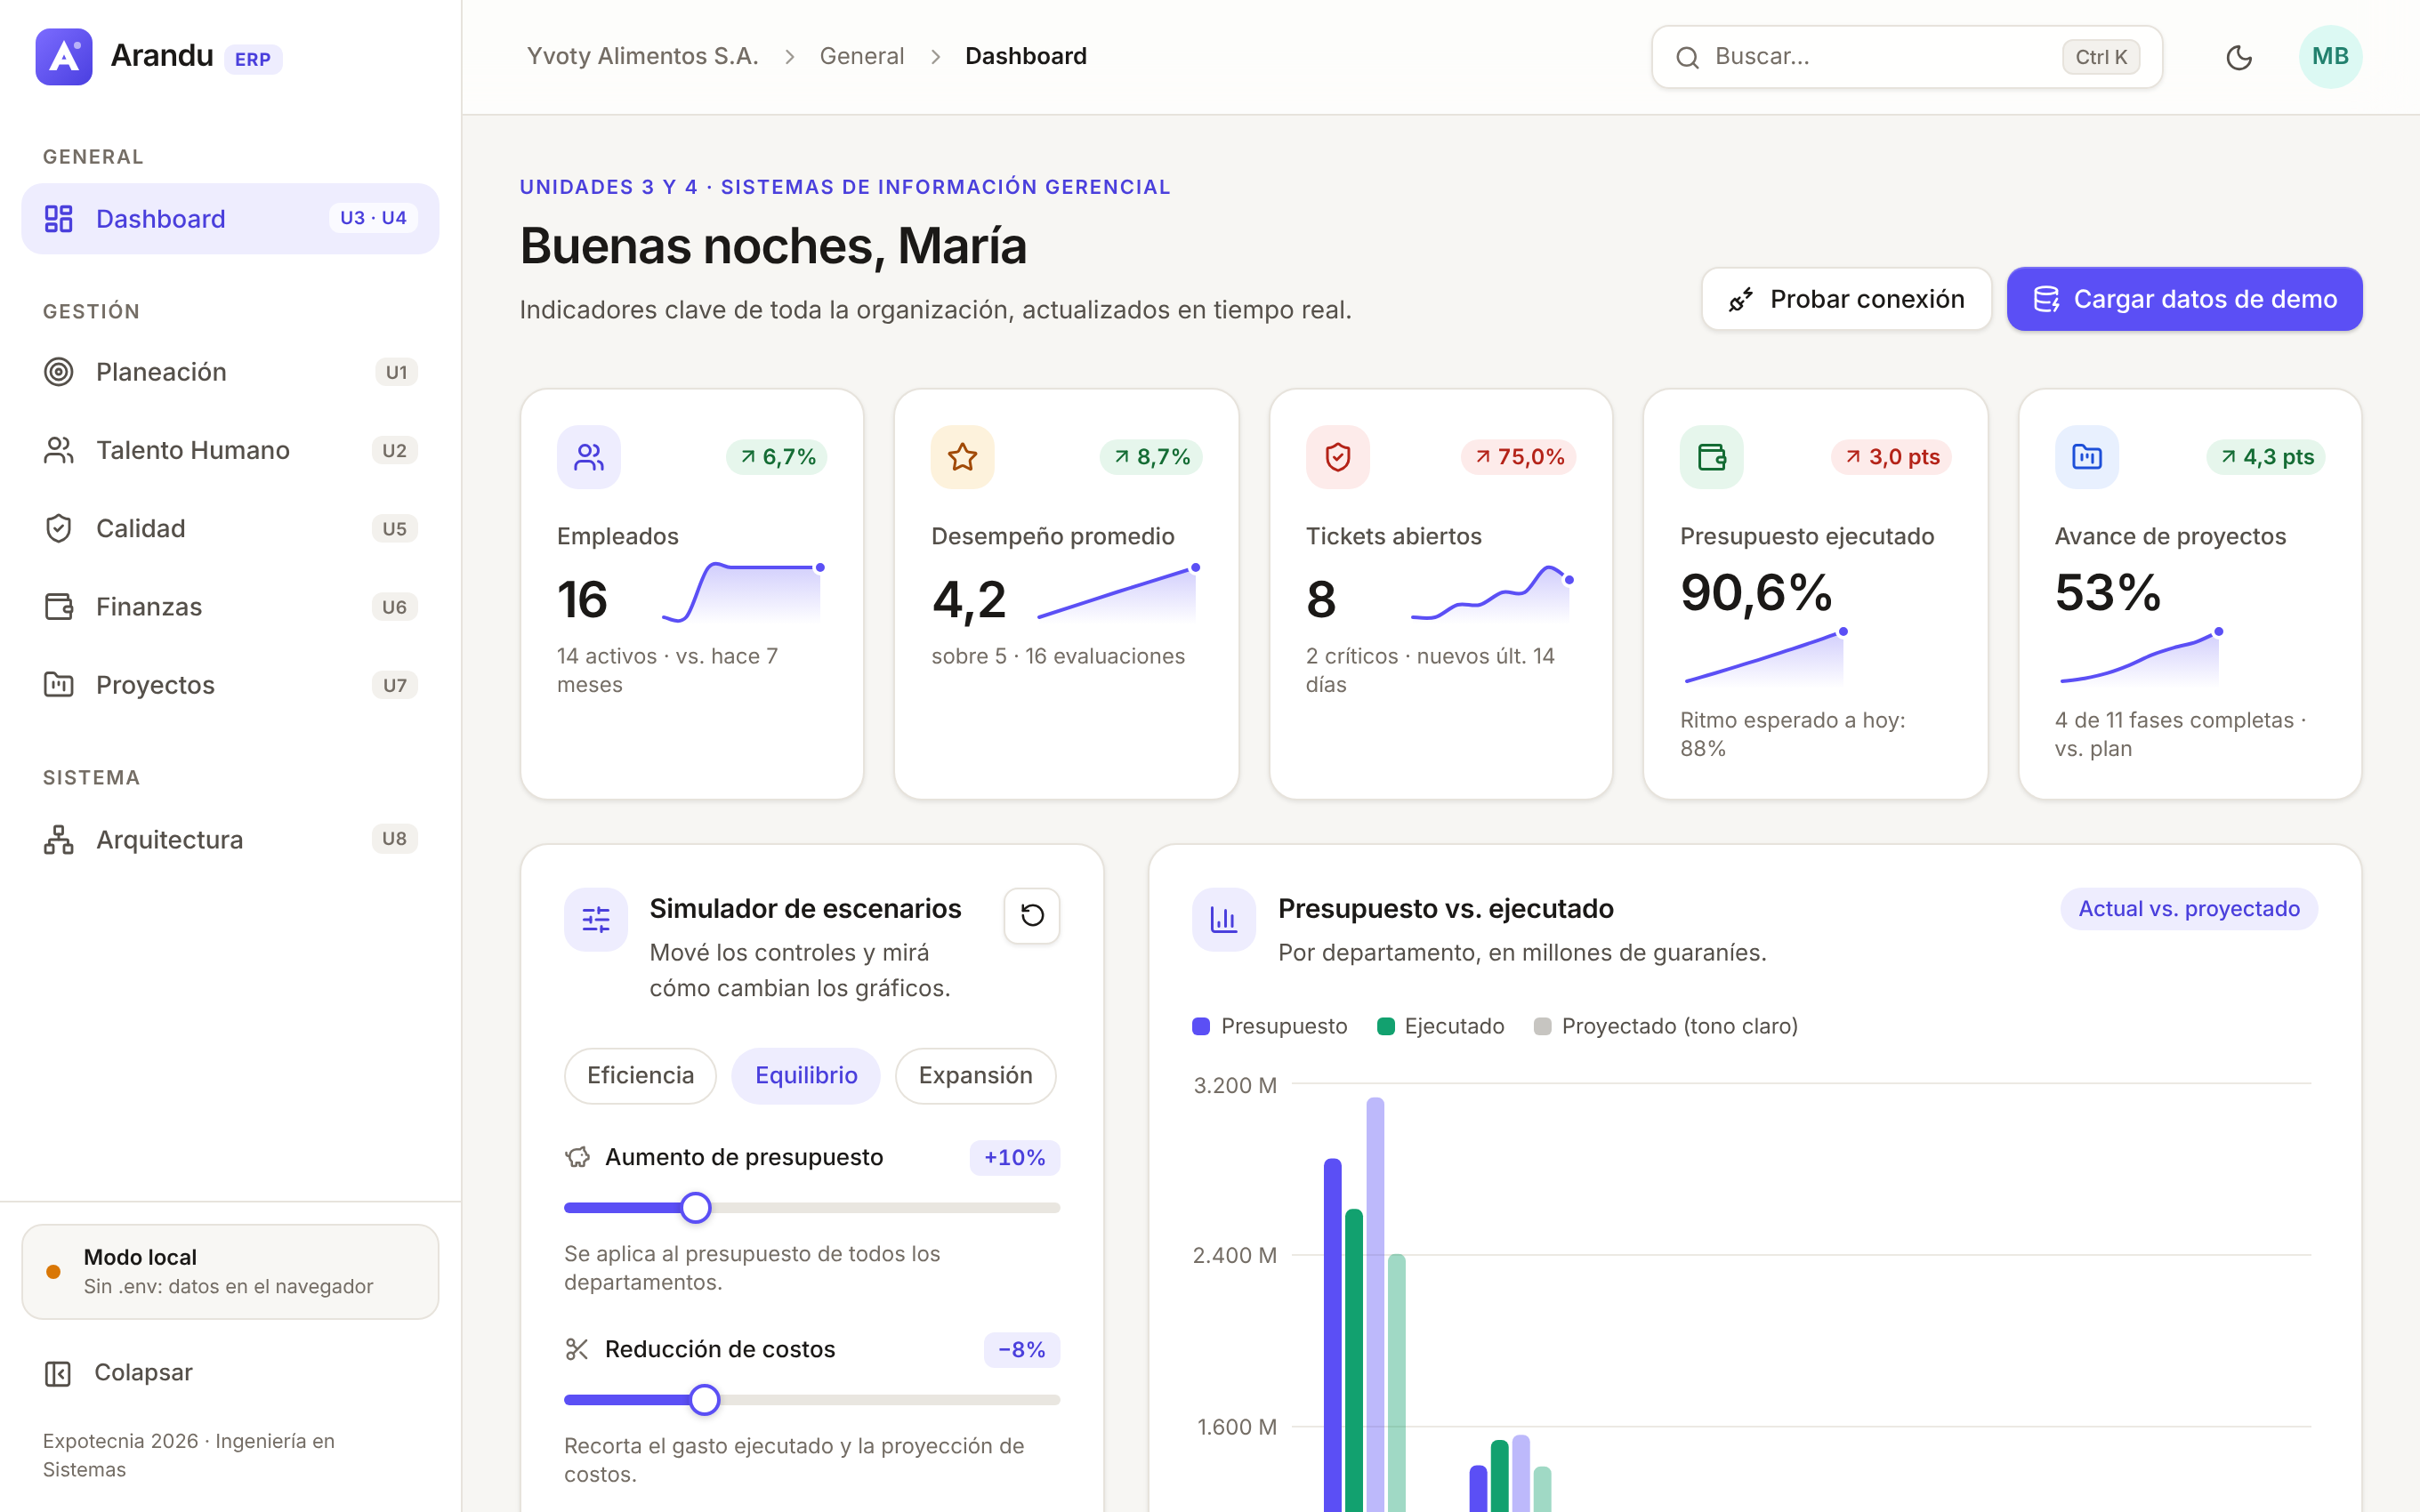 Arandu ERP
GENERAL
Dashboard U3 · U4
GESTIÓN
Planeación U1
Talento Humano U2
Calidad U5
Finanzas U6
Proyectos U7
SISTEMA
Arquitectura U8
Modo local
Sin .env: datos en el navegador
Colapsar
Expotecnia 2026 · Ingeniería en
Sistemas
Yvoty Alimentos S.A. > General > Dashboard
Buscar... Ctrl K
MB
UNIDADES 3 Y 4 · SISTEMAS DE INFORMACIÓN GERENCIAL
Buenas noches, María
Indicadores clave de toda la organización, actualizados en tiempo real.
Probar conexión
Cargar datos de demo
6,7%
Empleados
16
14 activos · vs. hace 7
meses
8,7%
Desempeño promedio
4,2
sobre 5 · 16 evaluaciones
75,0%
Tickets abiertos
8
2 críticos · nuevos últ. 14
días
3,0 pts
Presupuesto ejecutado
90,6%
Ritmo esperado a hoy:
88%
4,3 pts
Avance de proyectos
53%
4 de 11 fases completas ·
vs. plan
Simulador de escenarios
Mové los controles y mirá
cómo cambian los gráficos.
Eficiencia Equilibrio Expansión
Aumento de presupuesto +10%
Se aplica al presupuesto de todos los
departamentos.
Reducción de costos −8%
Recorta el gasto ejecutado y la proyección de
costos.
Presupuesto vs. ejecutado
Por departamento, en millones de guaraníes.
Actual vs. proyectado
Presupuesto Ejecutado Proyectado (tono claro)
3.200 M
2.400 M
1.600 M